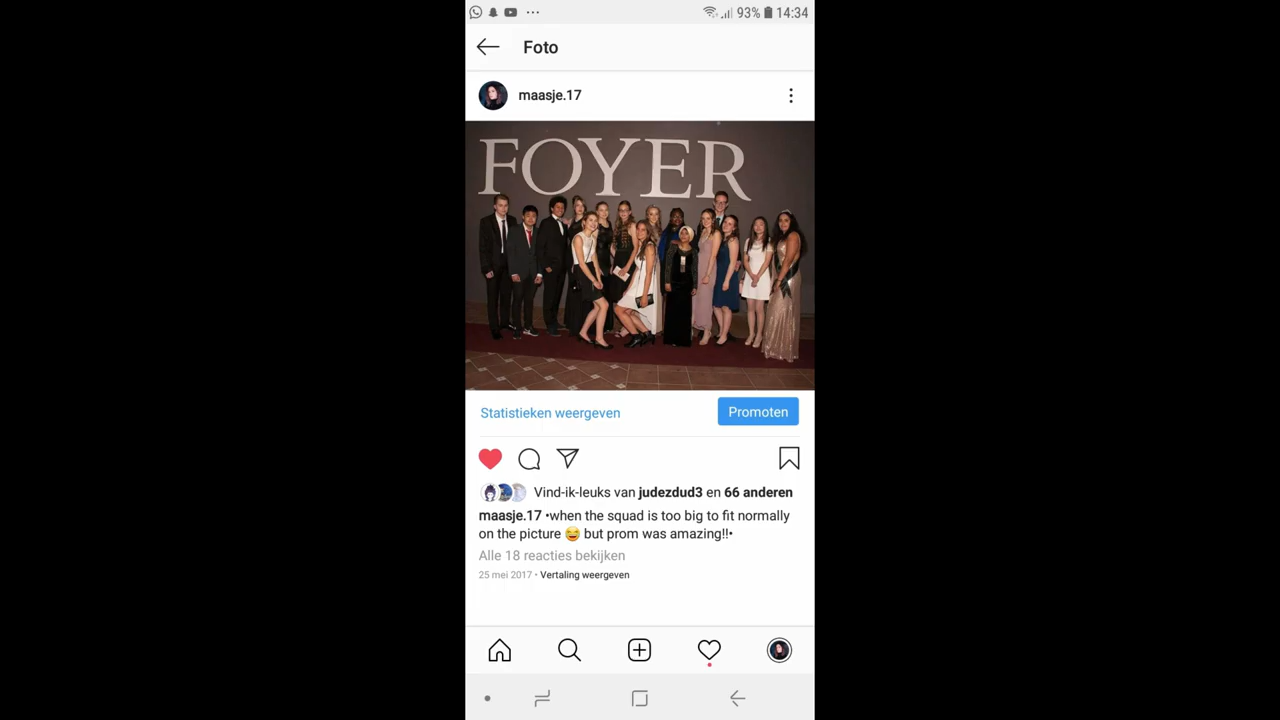 93% 14:34
Foto
maasje.17
FOYER
Statistieken weergeven
Promoten
Vind-ik-leuks van judezdud3 en 66 anderen
maasje.17 •when the squad is too big to fit normally
on the picture 😂 but prom was amazing!!•
Alle 18 reacties bekijken
25 mei 2017 • Vertaling weergeven